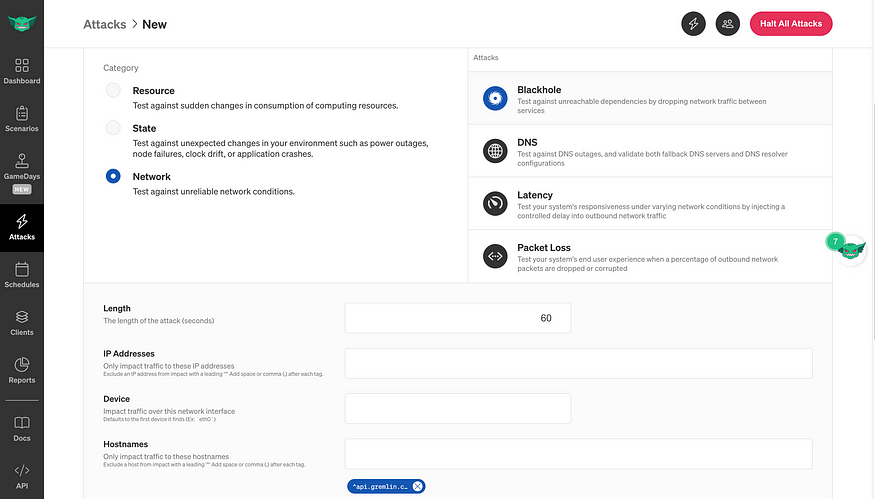 Attacks > New
Halt All Attacks
Dashboard
Scenarios
GameDays
NEW
Attacks
Schedules
Clients
Reports
Docs
API
Category
Resource
Test against sudden changes in consumption of computing resources.
State
Test against unexpected changes in your environment such as power outages,
node failures, clock drift, or application crashes.
Network
Test against unreliable network conditions.
Attacks
Blackhole
Test against unreachable dependencies by dropping network traffic between
services
DNS
Test against DNS outages, and validate both fallback DNS servers and DNS resolver
configurations
Latency
Test your system's responsiveness under varying network conditions by injecting a
controlled delay into outbound network traffic
Packet Loss
Test your system's end user experience when a percentage of outbound network
packets are dropped or corrupted
7
Length
The length of the attack (seconds)
60
IP Addresses
Only impact traffic to these IP addresses
Exclude an IP address from impact with a leading "^" Add space or comma (,) after each tag.
Device
Impact traffic over this network interface
Defaults to the first device it finds (Ex: `eth0`)
Hostnames
Only impact traffic to these hostnames
Exclude a host from impact with a leading "^" Add space or comma (,) after each tag.
^api.gremlin.c…